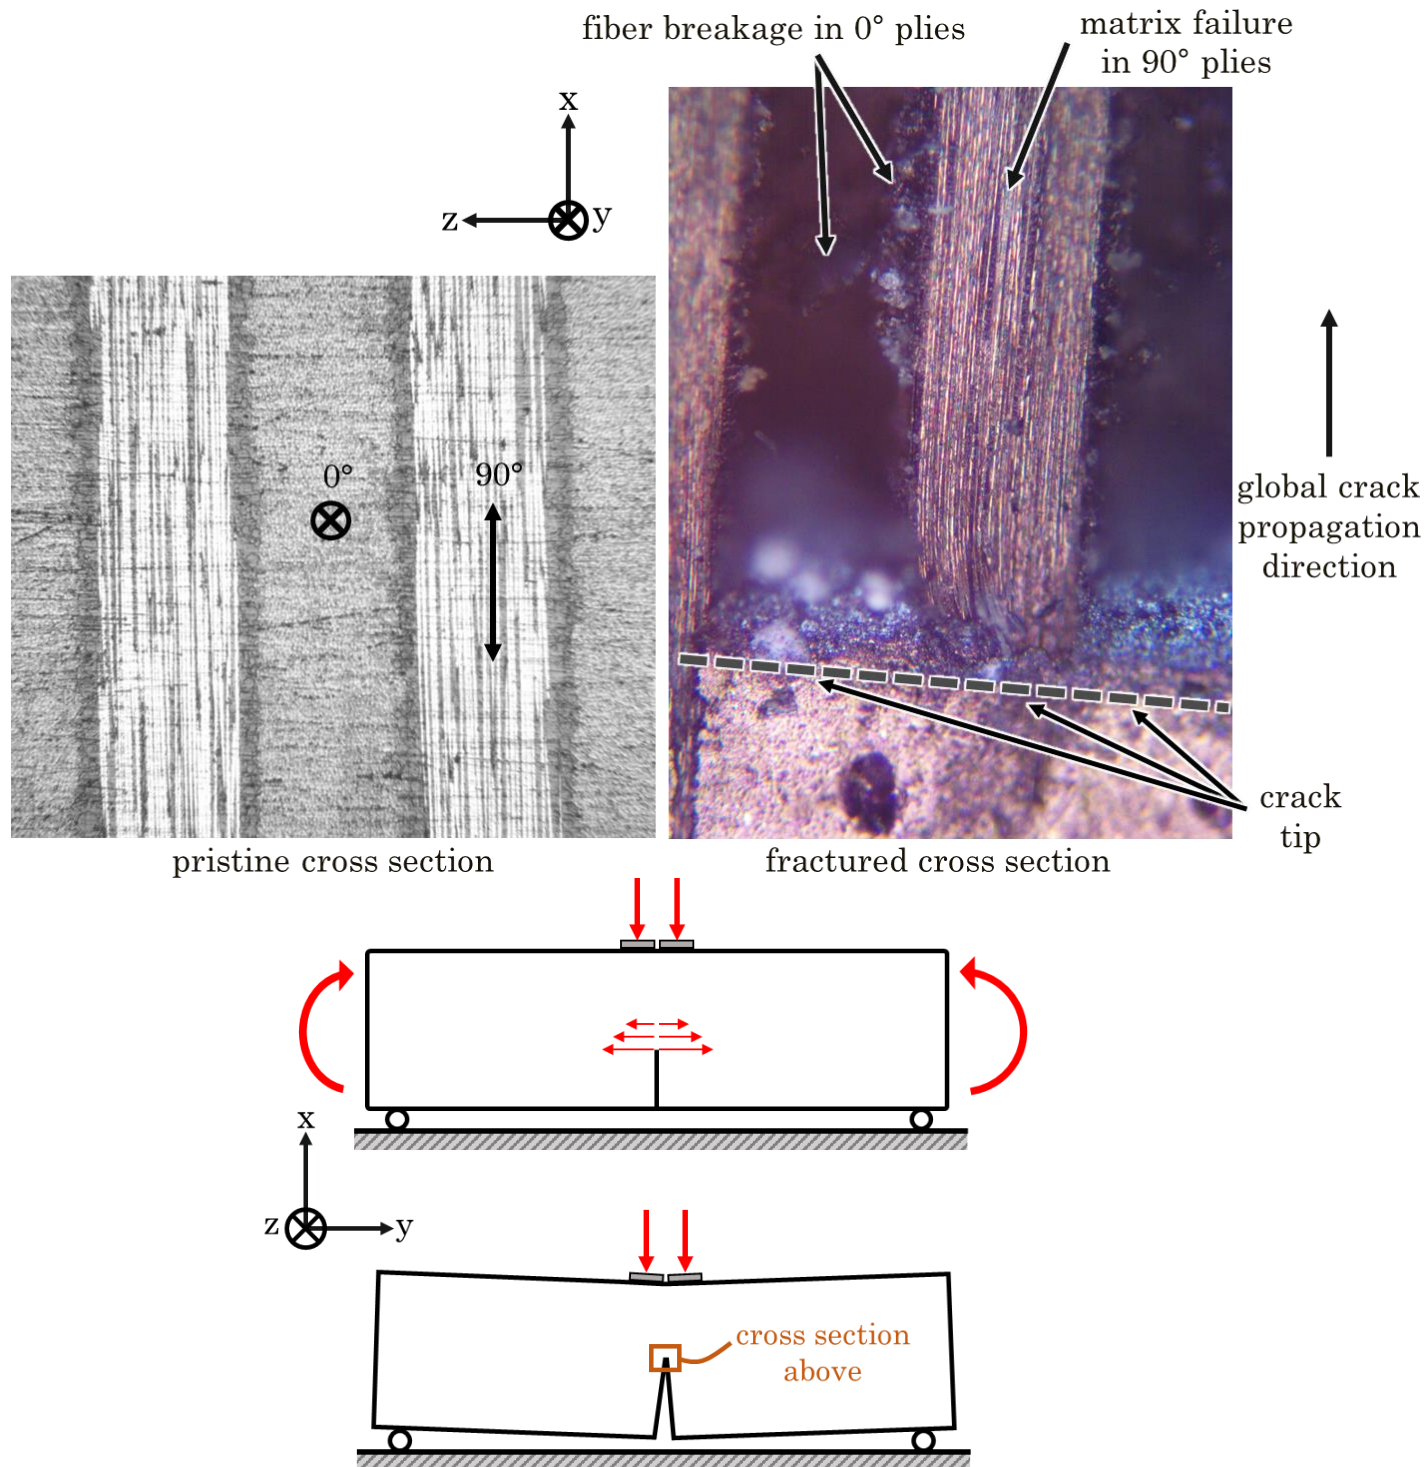 fiber breakage in 0° plies
matrix failure
in 90° plies
x
z
y
0°
90°
global crack
propagation
direction
crack
tip
pristine cross section
fractured cross section
x
z
y
cross section
above